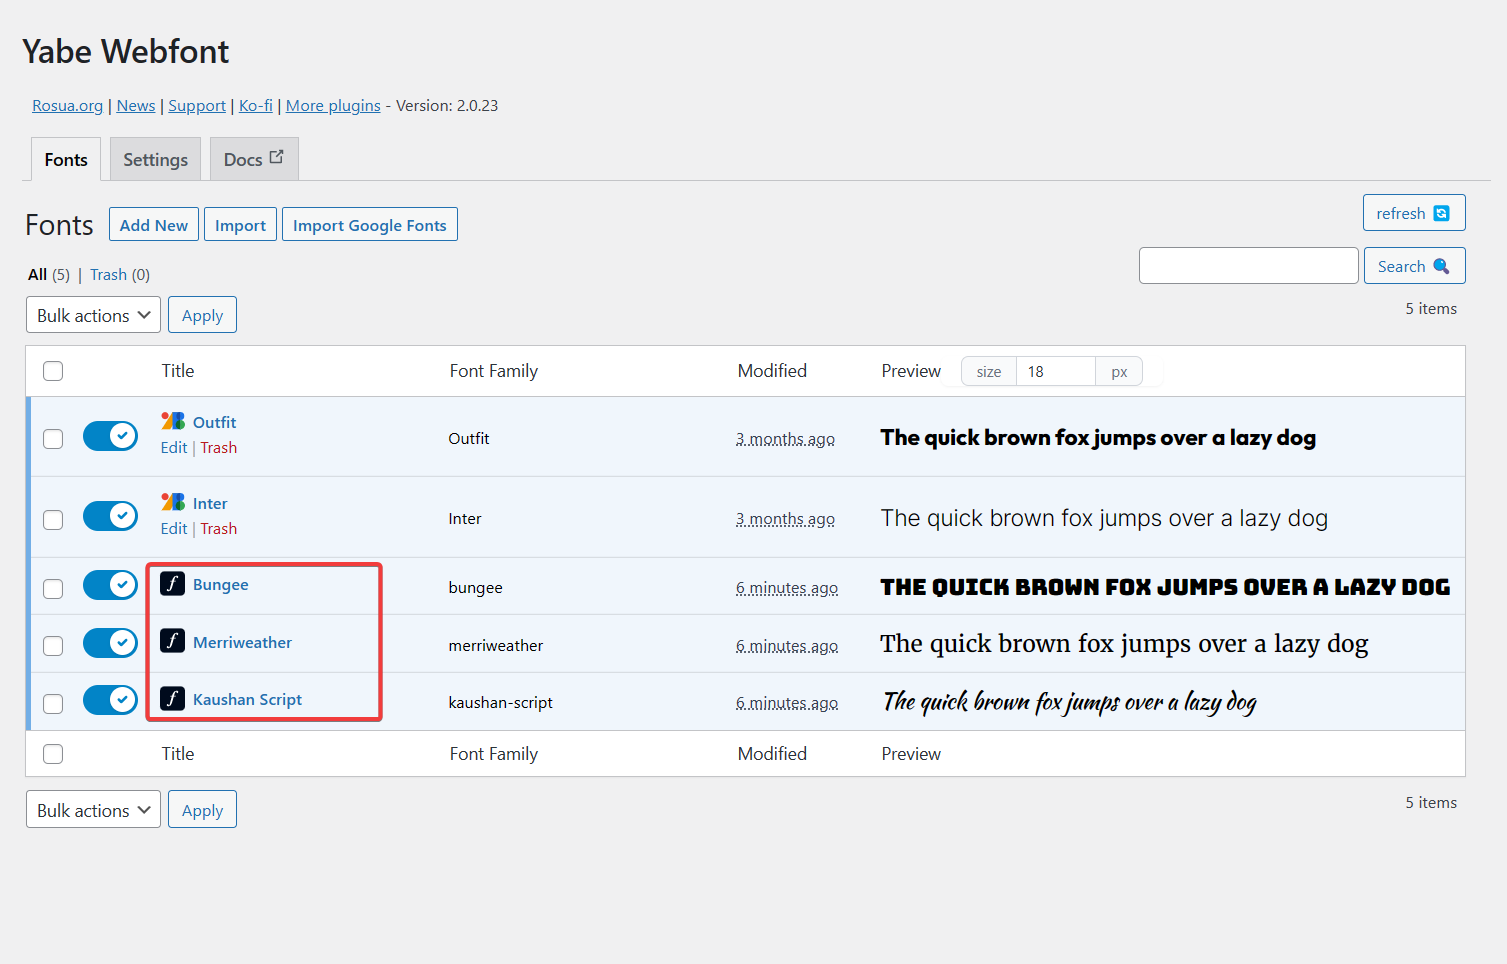 Yabe Webfont
Rosua.org | News | Support | Ko-fi | More plugins - Version: 2.0.23
Fonts Settings Docs
Fonts Add New Import Import Google Fonts refresh
All (5) | Trash (0) Search
Bulk actions Apply 5 items
Title Font Family Modified Preview size 18 px
Outfit
Edit | Trash Outfit 3 months ago The quick brown fox jumps over a lazy dog
Inter
Edit | Trash Inter 3 months ago The quick brown fox jumps over a lazy dog
f Bungee bungee 6 minutes ago THE QUICK BROWN FOX JUMPS OVER A LAZY DOG
f Merriweather merriweather 6 minutes ago The quick brown fox jumps over a lazy dog
f Kaushan Script kaushan-script 6 minutes ago The quick brown fox jumps over a lazy dog
Title Font Family Modified Preview
Bulk actions Apply 5 items